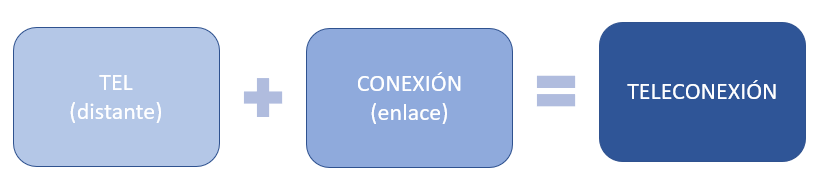 TEL
(distante)
CONEXIÓN
(enlace)
TELECONEXIÓN